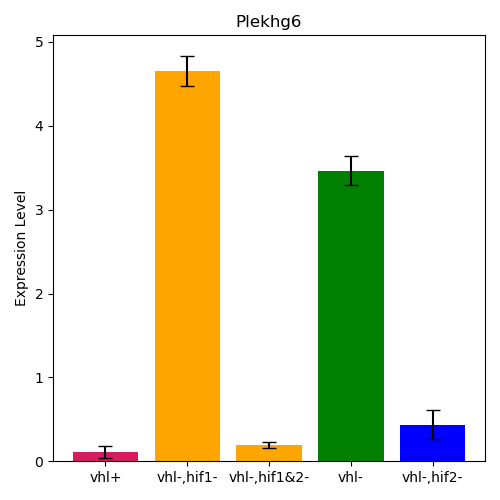 Plekhg6
Expression Level
5
4
3
2
1
0
vhl+
vhl-,hif1-
vhl-,hif1&2-
vhl-
vhl-,hif2-